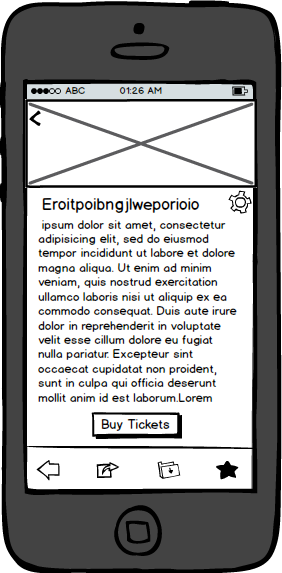 ABC 01:26 AM
Eroitpoibngjlweporioio
ipsum dolor sit amet, consectetur
adipisicing elit, sed do eiusmod
tempor incididunt ut labore et dolore
magna aliqua. Ut enim ad minim
veniam, quis nostrud exercitation
ullamco laboris nisi ut aliquip ex ea
commodo consequat. Duis aute irure
dolor in reprehenderit in voluptate
velit esse cillum dolore eu fugiat
nulla pariatur. Excepteur sint
occaecat cupidatat non proident,
sunt in culpa qui officia deserunt
mollit anim id est laborum.Lorem
Buy Tickets